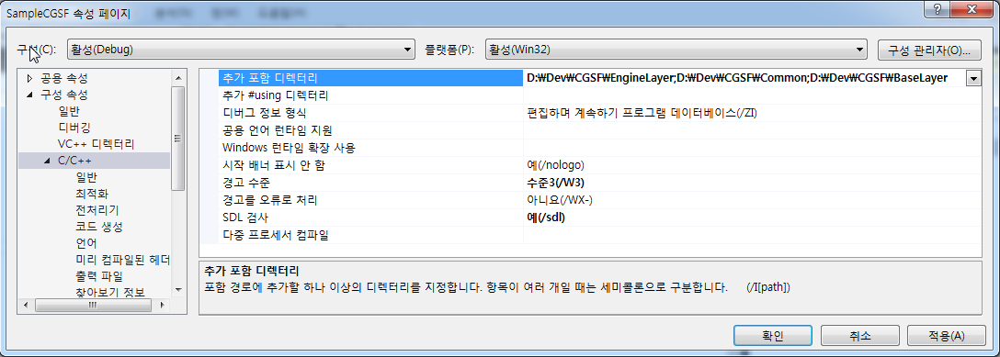 SampleCGSF 속성 페이지
구성(C): 활성(Debug) 플랫폼(P): 활성(Win32) 구성 관리자(O)...
공용 속성
구성 속성
일반
디버깅
VC++ 디렉터리
C/C++
일반
최적화
전처리기
코드 생성
언어
미리 컴파일된 헤더
출력 파일
찾아보기 정보
추가 포함 디렉터리 D:₩Dev₩CGSF₩EngineLayer;D:₩Dev₩CGSF₩Common;D:₩Dev₩CGSF₩BaseLayer
추가 #using 디렉터리
디버그 정보 형식 편집하며 계속하기 프로그램 데이터베이스(/ZI)
공용 언어 런타임 지원
Windows 런타임 확장 사용
시작 배너 표시 안 함 예(/nologo)
경고 수준 수준3(/W3)
경고를 오류로 처리 아니요(/WX-)
SDL 검사 예(/sdl)
다중 프로세서 컴파일
추가 포함 디렉터리
포함 경로에 추가할 하나 이상의 디렉터리를 지정합니다. 항목이 여러 개일 때는 세미콜론으로 구분합니다. (/I[path])
확인 취소 적용(A)